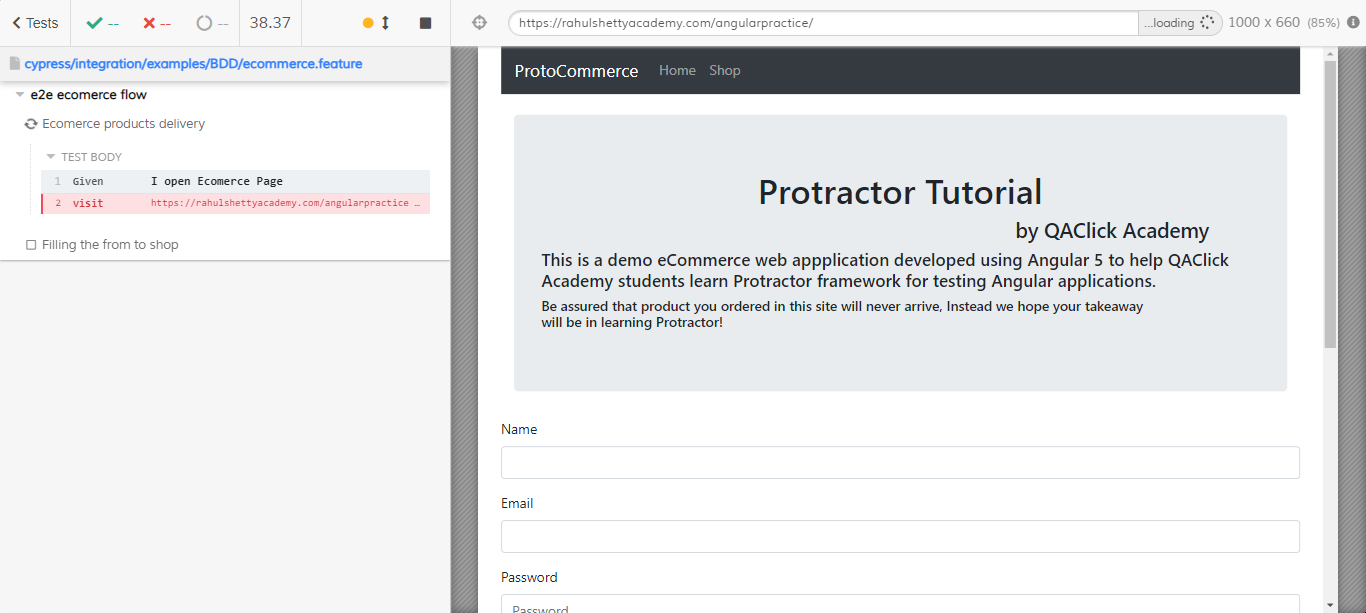 Tests -- -- -- 38.37
https://rahulshettyacademy.com/angularpractice/ ...loading 1000 x 660 (85%)
cypress/integration/examples/BDD/ecommerce.feature
e2e ecomerce flow
Ecomerce products delivery
TEST BODY
1 Given I open Ecomerce Page
2 visit https://rahulshettyacademy.com/angularpractice …
Filling the from to shop
ProtoCommerce Home Shop
Protractor Tutorial
by QAClick Academy
This is a demo eCommerce web appplication developed using Angular 5 to help QAClick
Academy students learn Protractor framework for testing Angular applications.
Be assured that product you ordered in this site will never arrive, Instead we hope your takeaway
will be in learning Protractor!
Name
Email
Password
Password